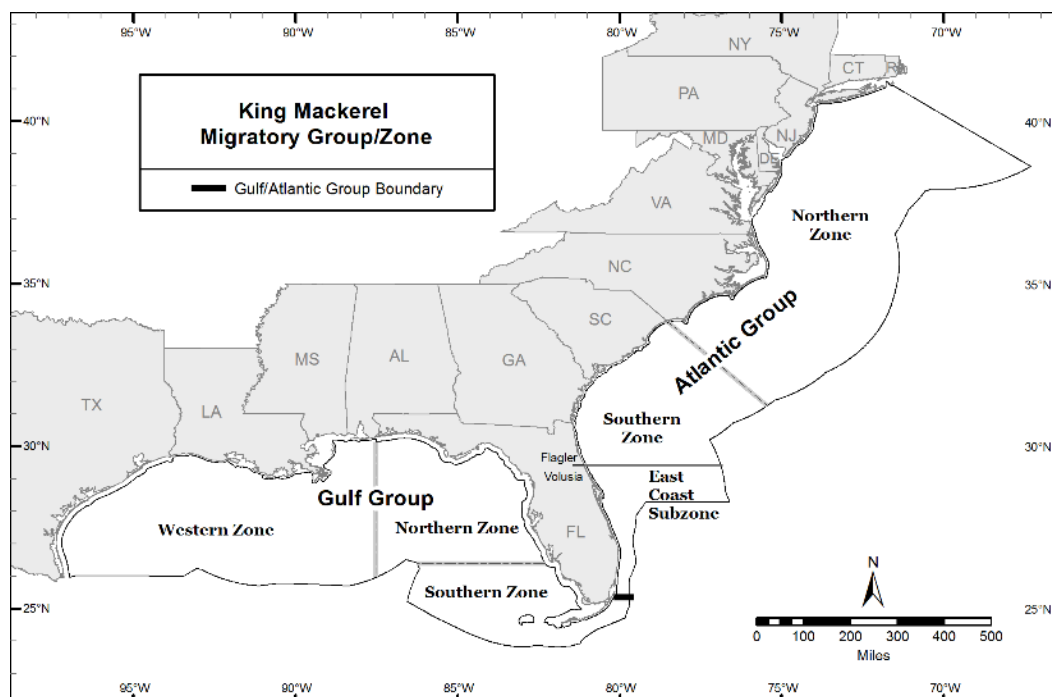 95°W
90°W
85°W
80°W
75°W
70°W
King Mackerel
Migratory Group/Zone
Gulf/Atlantic Group Boundary
NY
CT
RI
PA
40°N
40°N
MD
NJ
DE
VA
Northern
Zone
NC
35°N
35°N
Atlantic Group
SC
MS
AL
GA
TX
LA
Southern
Zone
30°N
30°N
Flagler
Volusia
East
Coast
Subzone
Gulf Group
Western Zone
Northern Zone
FL
Southern Zone
25°N
25°N
N
0 100 200 300 400 500
Miles
95°W
90°W
85°W
80°W
75°W
70°W